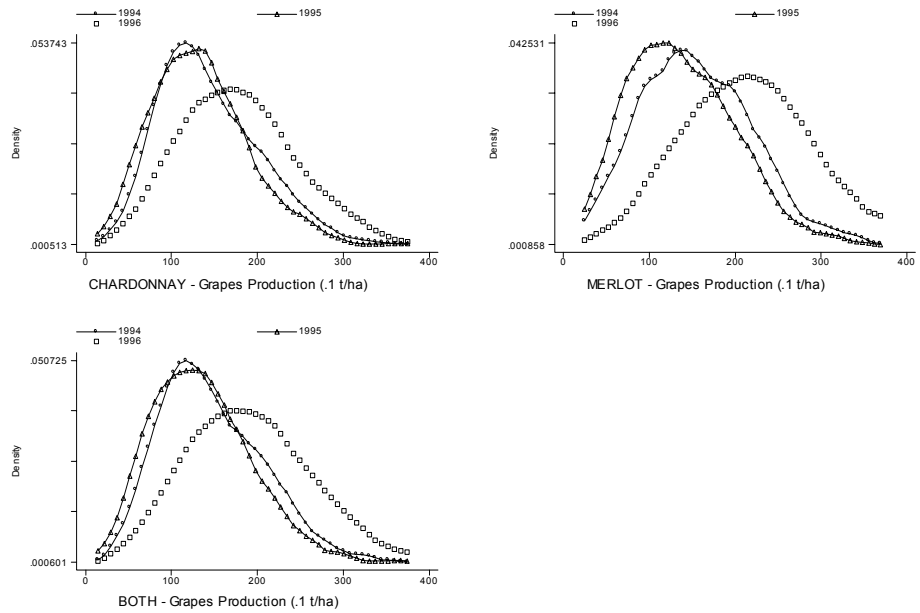 1994 1995
1996
.053743
Density
.000513
0 100 200 300 400
CHARDONNAY - Grapes Production (.1 t/ha)
1994 1995
1996
.042531
Density
.000858
0 100 200 300 400
MERLOT - Grapes Production (.1 t/ha)
1994 1995
1996
.050725
Density
.000601
0 100 200 300 400
BOTH - Grapes Production (.1 t/ha)